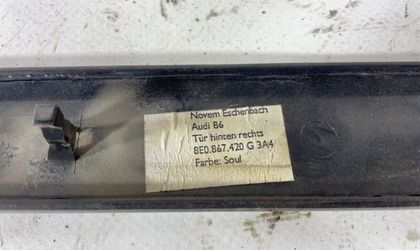 Novem Eschenbach
Audi B6
Tür hinten rechts
8E0.867.420 G 3A4
Farbe: Soul